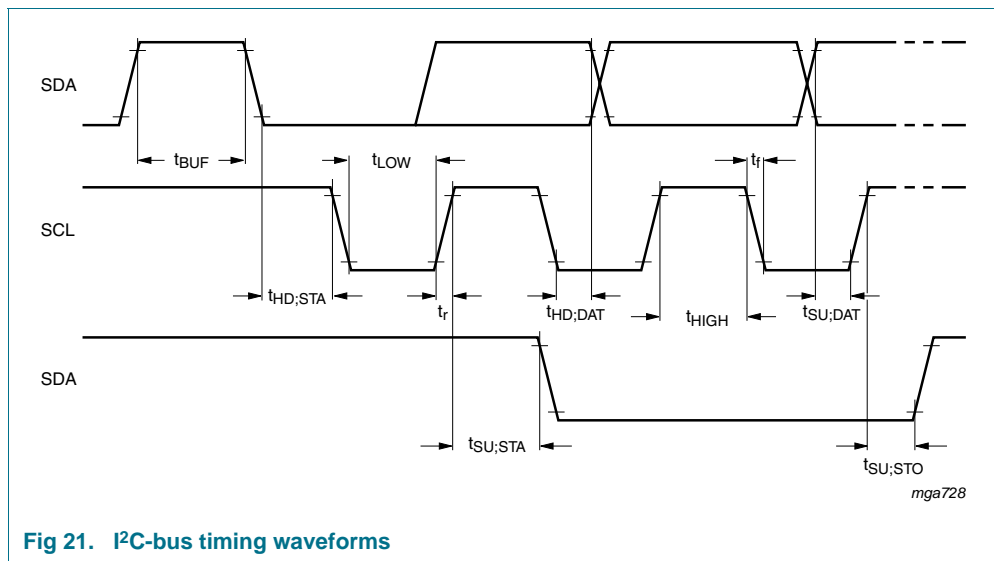 SDA
tBUF
tLOW
tf
SCL
tHD;STA
tr
tHD;DAT
tHIGH
tSU;DAT
SDA
tSU;STA
tSU;STO
mga728
Fig 21. I²C-bus timing waveforms